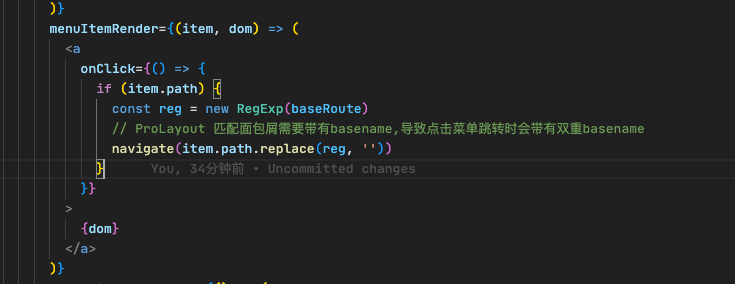 )}
menuItemRender={(item, dom) => (
<a
onClick={() => {
if (item.path) {
const reg = new RegExp(baseRoute)
// ProLayout 匹配面包屑需要带有basename,导致点击菜单跳转时会带有双重basename
navigate(item.path.replace(reg, ''))
} You, 34分钟前 • Uncommitted changes
}}
>
{dom}
</a>
)}